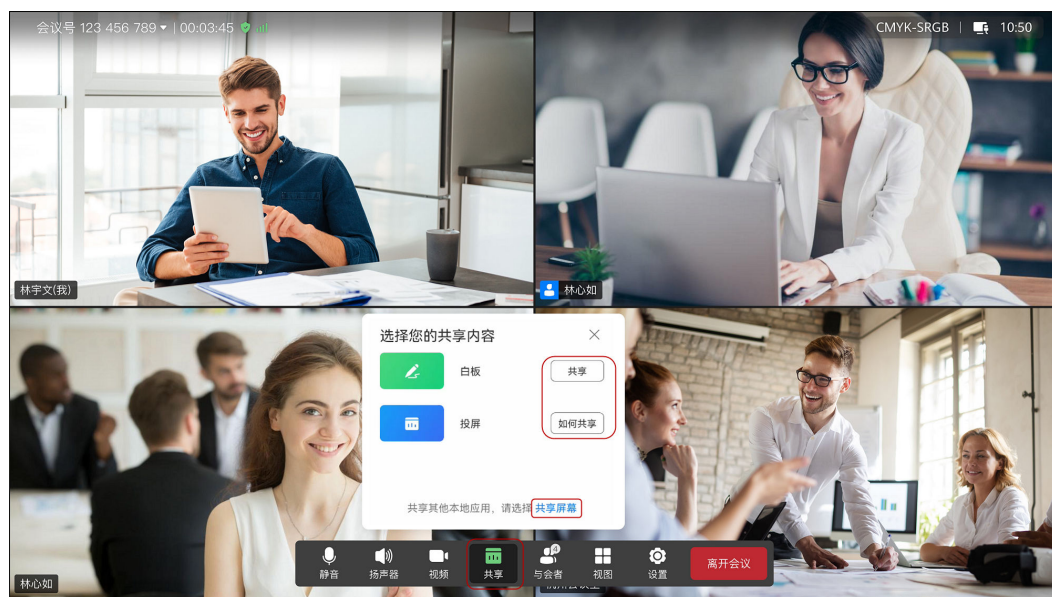 会议号 123 456 789 | 00:03:45
CMYK-SRGB | 10:50
林宇文(我)
林心如
选择您的共享内容
白板
共享
投屏
如何共享
共享其他本地应用，请选择 共享屏幕
静音
扬声器
视频
共享
4
与会者
视图
设置
离开会议
林心如